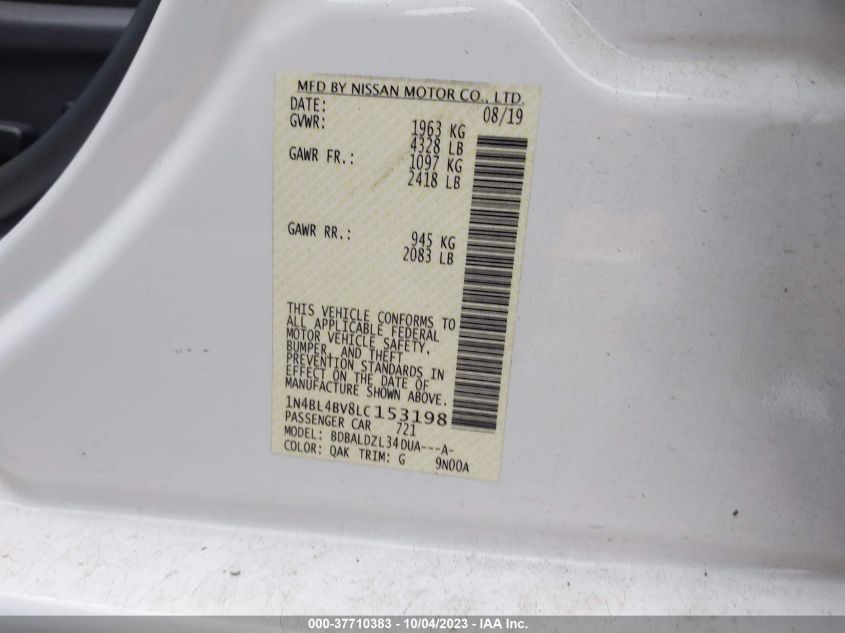 MFD BY NISSAN MOTOR CO., LTD.
DATE: 08/19
GVWR: 1963 KG
4328 LB
GAWR FR.: 1097 KG
2418 LB
GAWR RR.: 945 KG
2083 LB
THIS VEHICLE CONFORMS TO
ALL APPLICABLE FEDERAL
MOTOR VEHICLE SAFETY,
BUMPER, AND THEFT
PREVENTION STANDARDS IN
EFFECT ON THE DATE OF
MANUFACTURE SHOWN ABOVE.
1N4BL4BV8LC153198
PASSENGER CAR 721
MODEL: BDBALDZL34DUA---A-
COLOR: QAK TRIM: G 9N00A
000-37710383 - 10/04/2023 - IAA Inc.